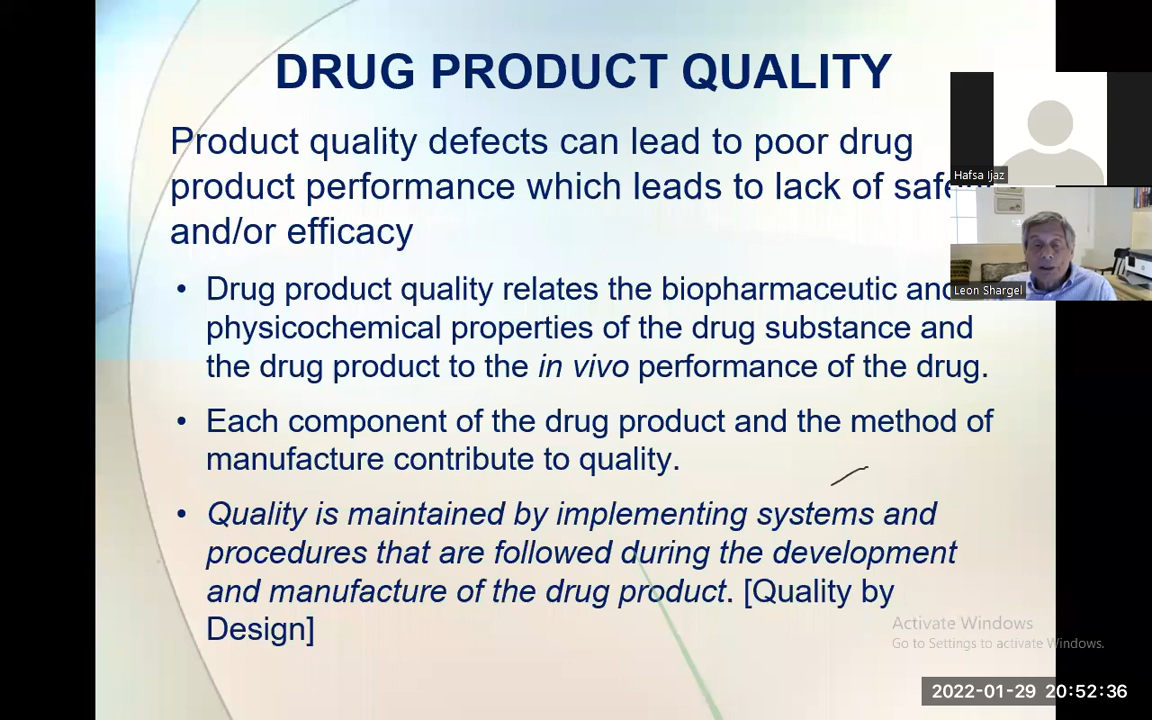 DRUG PRODUCT QUALITY
Product quality defects can lead to poor drug
product performance which leads to lack of
and/or efficacy
• Drug product quality relates the biopharmaceutic and
physicochemical properties of the drug substance and
the drug product to the in vivo performance of the drug.
• Each component of the drug product and the method of
manufacture contribute to quality.
• Quality is maintained by implementing systems and
procedures that are followed during the development
and manufacture of the drug product. [Quality by
Design]
Hafsa Ijaz
Leon Shargel
Activate Windows
Go to Settings to activate Windows.
2022-01-29 20:52:36